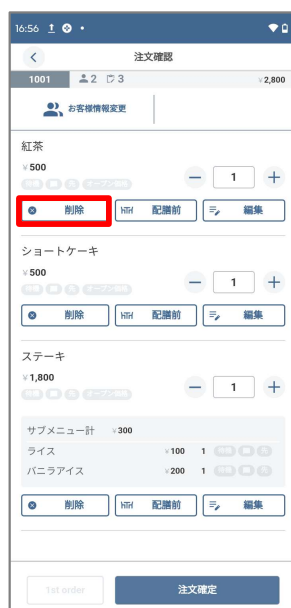 16:56
注文確認
1001 2 3 ¥2,800
お客様情報変更
紅茶
¥500
1
削除 配膳前 編集
ショートケーキ
¥500
1
削除 配膳前 編集
ステーキ
¥1,800
1
サブメニュー計 ¥300
ライス ¥100 1
バニラアイス ¥200 1
削除 配膳前 編集
1st order 注文確定